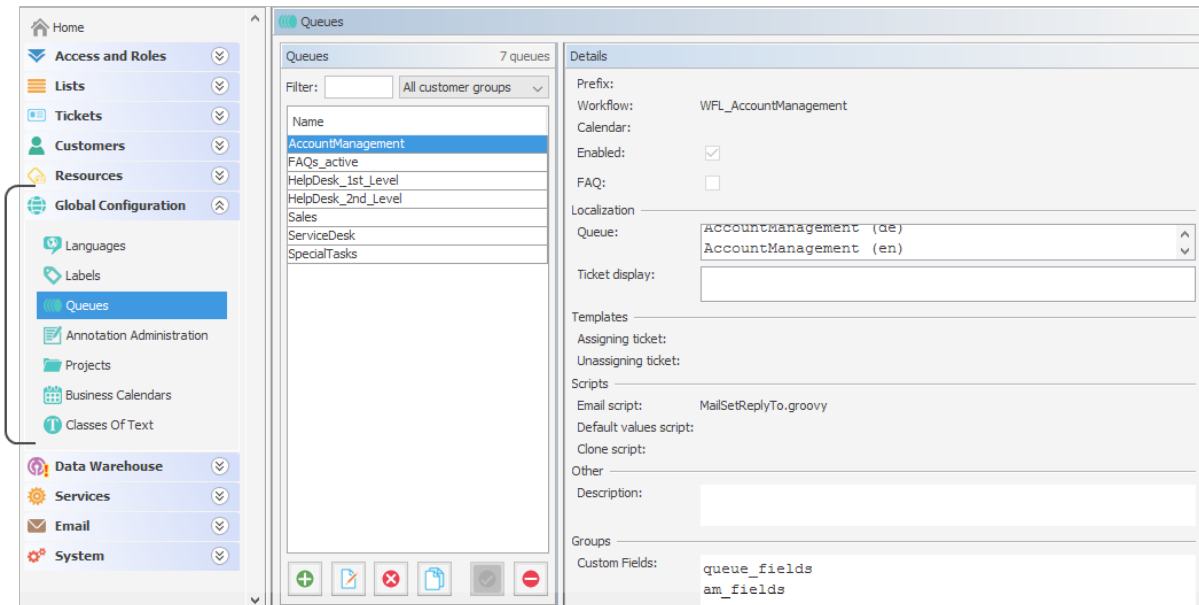 Home
Access and Roles
Lists
Tickets
Customers
Resources
Global Configuration
Languages
Labels
Queues
Annotation Administration
Projects
Business Calendars
Classes Of Text
Data Warehouse
Services
Email
System
Queues
Queues 7 queues
Filter: All customer groups
Name
AccountManagement
FAQs_active
HelpDesk_1st_Level
HelpDesk_2nd_Level
Sales
ServiceDesk
SpecialTasks
Details
Prefix:
Workflow: WFL_AccountManagement
Calendar:
Enabled:
FAQ:
Localization
Queue: AccountManagement (de)
AccountManagement (en)
Ticket display:
Templates
Assigning ticket:
Unassigning ticket:
Scripts
Email script: MailSetReplyTo.groovy
Default values script:
Clone script:
Other
Description:
Groups
Custom Fields: queue_fields
am_fields